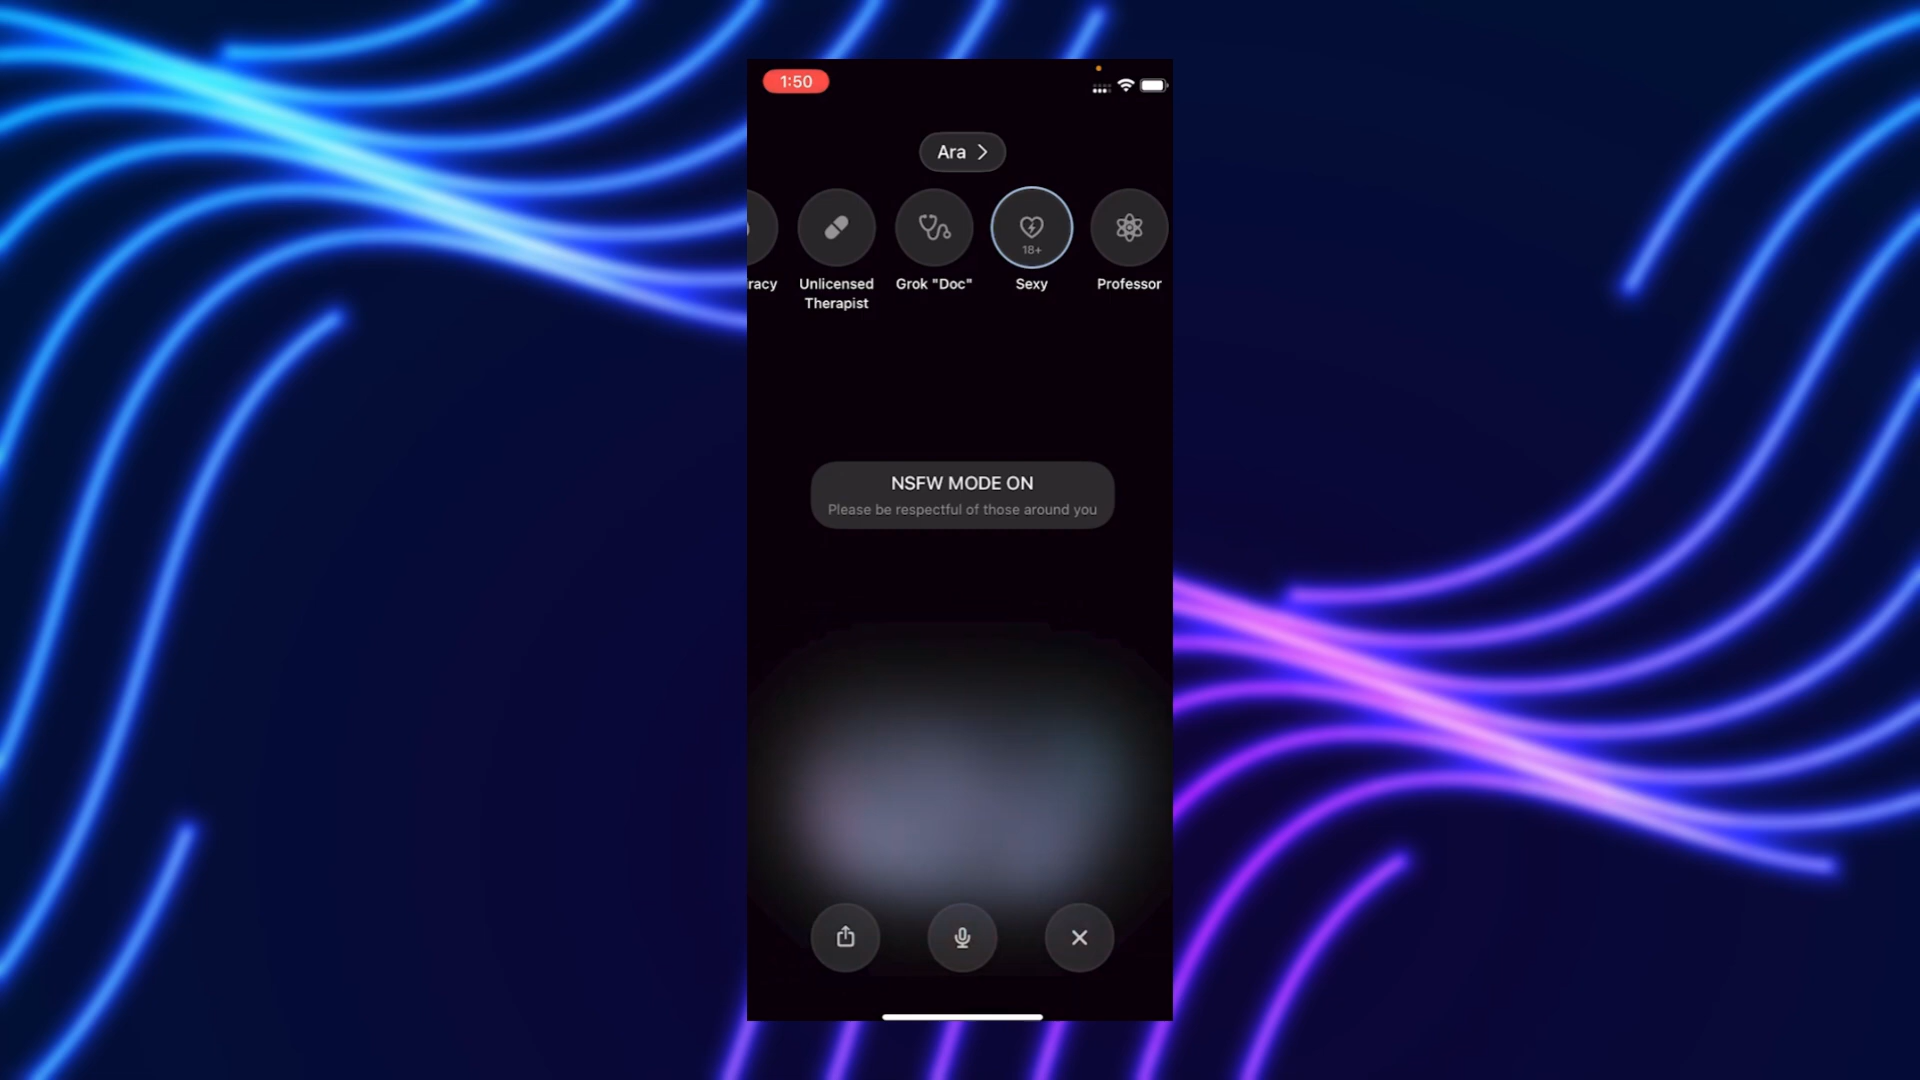 1:50
Ara
racy
Unlicensed
Therapist
Grok "Doc"
18+
Sexy
Professor
NSFW MODE ON
Please be respectful of those around you